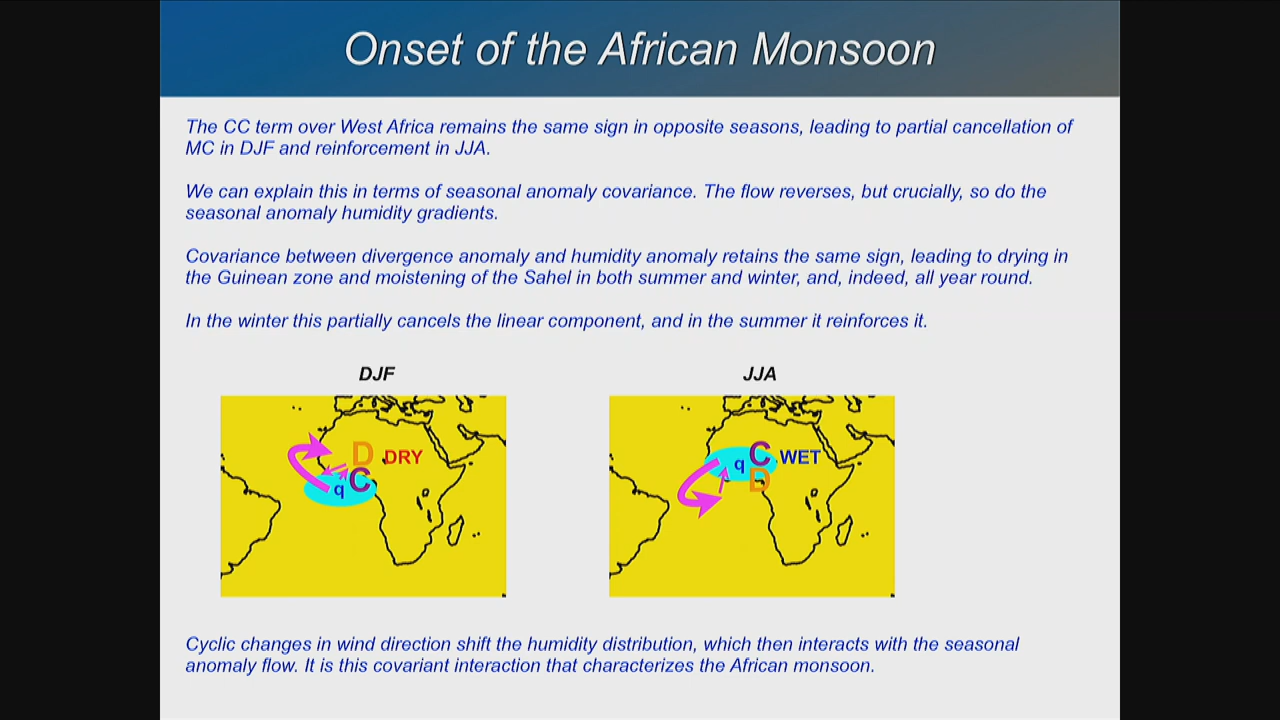 Onset of the African Monsoon
The CC term over West Africa remains the same sign in opposite seasons, leading to partial cancellation of
MC in DJF and reinforcement in JJA.
We can explain this in terms of seasonal anomaly covariance. The flow reverses, but crucially, so do the
seasonal anomaly humidity gradients.
Covariance between divergence anomaly and humidity anomaly retains the same sign, leading to drying in
the Guinean zone and moistening of the Sahel in both summer and winter, and, indeed, all year round.
In the winter this partially cancels the linear component, and in the summer it reinforces it.
DJF
D DRY
q C
JJA
q C WET
D
Cyclic changes in wind direction shift the humidity distribution, which then interacts with the seasonal
anomaly flow. It is this covariant interaction that characterizes the African monsoon.